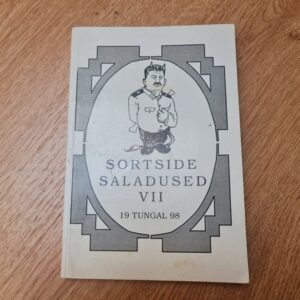 SORTSIDE
SALADUSED
VII
19 TUNGAL 98